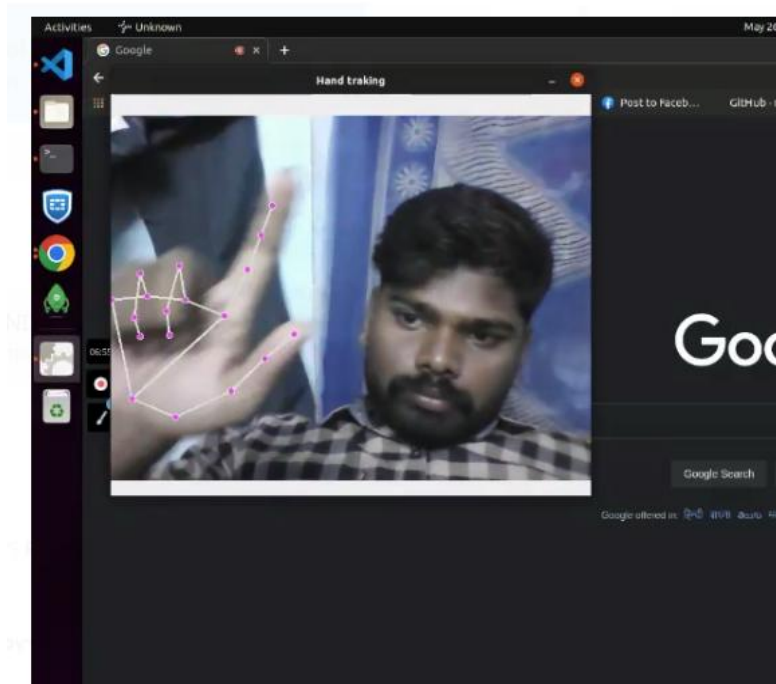 Activities Unknown May 26
Google
Hand traking
Post to Faceb... GitHub -
06:55
Goo
Google Search
Google offered in: हिन्दी বাংলা తెలుగు